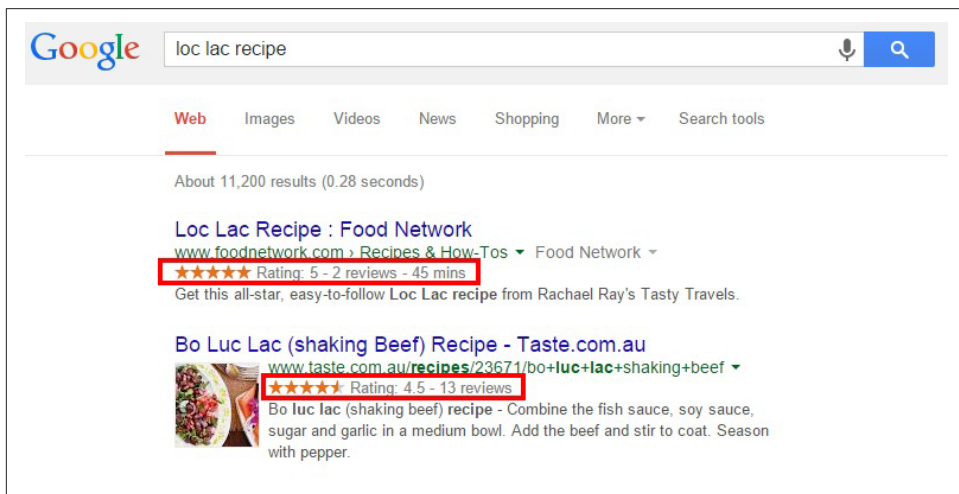 Google
loc lac recipe
Web Images Videos News Shopping More Search tools
About 11,200 results (0.28 seconds)
Loc Lac Recipe : Food Network
www.foodnetwork.com › Recipes & How-Tos Food Network
Rating: 5 - 2 reviews - 45 mins
Get this all-star, easy-to-follow Loc Lac recipe from Rachael Ray's Tasty Travels.
Bo Luc Lac (shaking Beef) Recipe - Taste.com.au
www.taste.com.au/recipes/23671/bo+luc+lac+shaking+beef
Rating: 4.5 - 13 reviews
Bo luc lac (shaking beef) recipe - Combine the fish sauce, soy sauce,
sugar and garlic in a medium bowl. Add the beef and stir to coat. Season
with pepper.